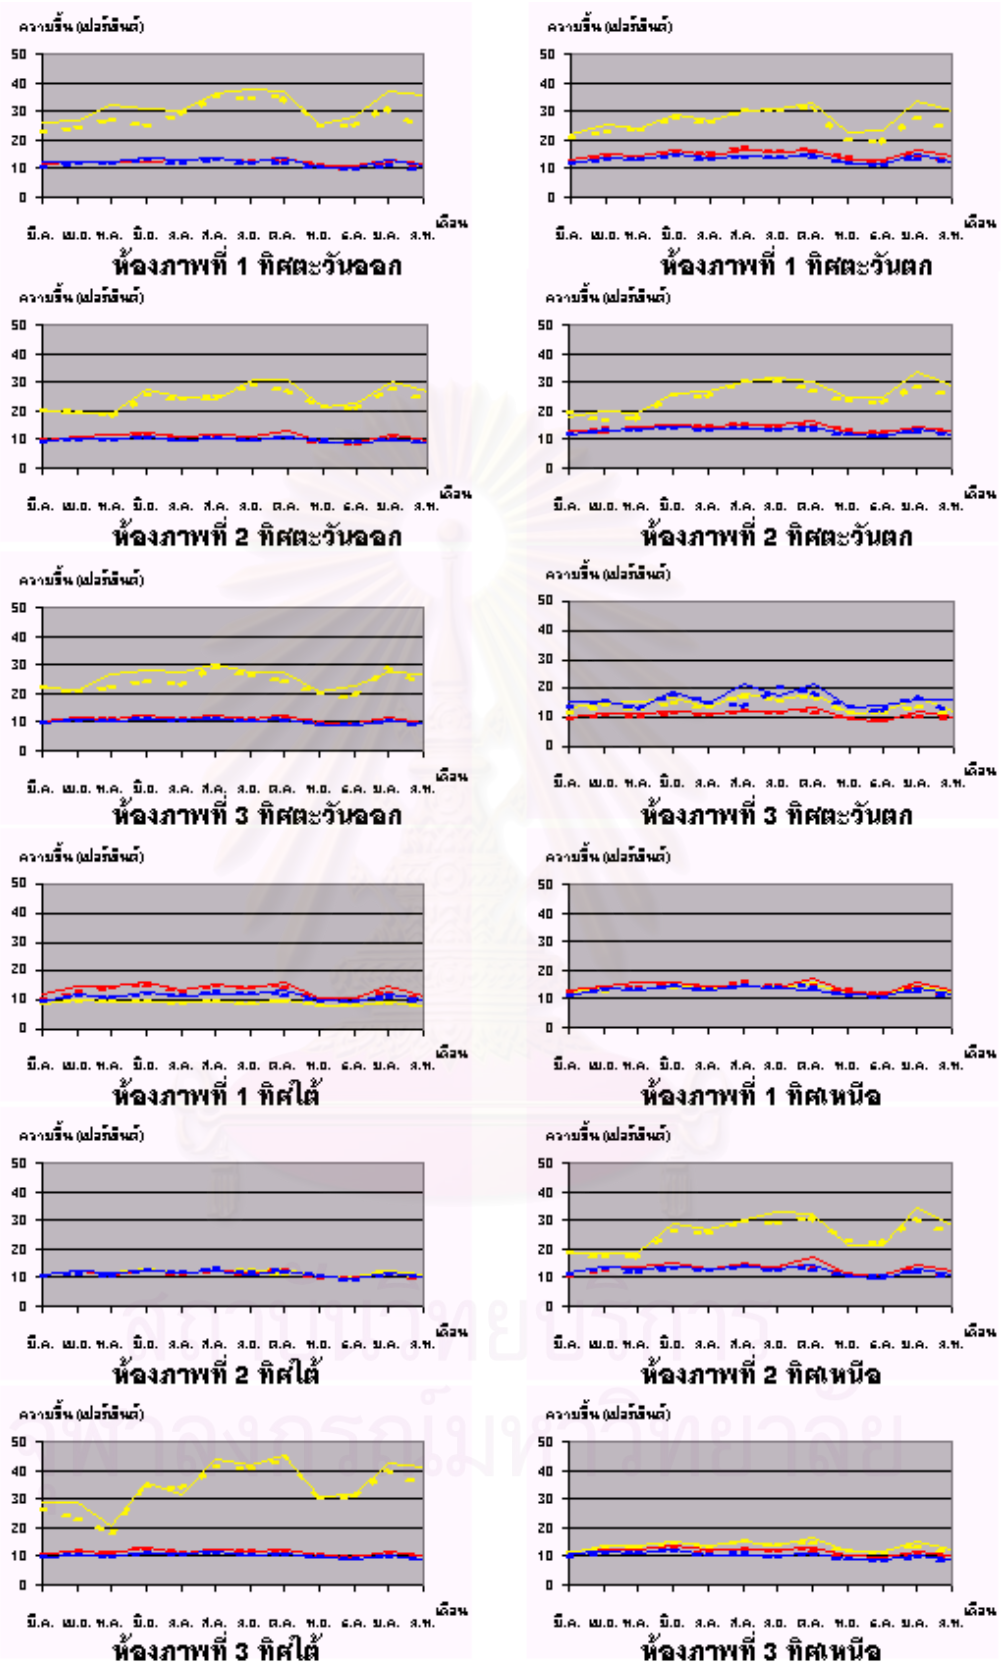 ความชื้น (เปอร์เซ็นต์) ความชื้น (เปอร์เซ็นต์)
50 50
40 40
30 30
20 20
10 10
0 0
เดือน เดือน
มี.ค. เม.ย. พ.ค. มิ.ย. ก.ค. ส.ค. ก.ย. ต.ค. พ.ย. ธ.ค. ม.ค. ก.พ. มี.ค. เม.ย. พ.ค. มิ.ย. ก.ค. ส.ค. ก.ย. ต.ค. พ.ย. ธ.ค. ม.ค. ก.พ.
ห้องภาพที่ 1 ทิศตะวันออก ห้องภาพที่ 1 ทิศตะวันตก
ความชื้น (เปอร์เซ็นต์) ความชื้น (เปอร์เซ็นต์)
50 50
40 40
30 30
20 20
10 10
0 0
เดือน เดือน
มี.ค. เม.ย. พ.ค. มิ.ย. ก.ค. ส.ค. ก.ย. ต.ค. พ.ย. ธ.ค. ม.ค. ก.พ. มี.ค. เม.ย. พ.ค. มิ.ย. ก.ค. ส.ค. ก.ย. ต.ค. พ.ย. ธ.ค. ม.ค. ก.พ.
ห้องภาพที่ 2 ทิศตะวันออก ห้องภาพที่ 2 ทิศตะวันตก
ความชื้น (เปอร์เซ็นต์) ความชื้น (เปอร์เซ็นต์)
50 50
40 40
30 30
20 20
10 10
0 0
เดือน เดือน
มี.ค. เม.ย. พ.ค. มิ.ย. ก.ค. ส.ค. ก.ย. ต.ค. พ.ย. ธ.ค. ม.ค. ก.พ. มี.ค. เม.ย. พ.ค. มิ.ย. ก.ค. ส.ค. ก.ย. ต.ค. พ.ย. ธ.ค. ม.ค. ก.พ.
ห้องภาพที่ 3 ทิศตะวันออก ห้องภาพที่ 3 ทิศตะวันตก
ความชื้น (เปอร์เซ็นต์) ความชื้น (เปอร์เซ็นต์)
50 50
40 40
30 30
20 20
10 10
0 0
เดือน เดือน
มี.ค. เม.ย. พ.ค. มิ.ย. ก.ค. ส.ค. ก.ย. ต.ค. พ.ย. ธ.ค. ม.ค. ก.พ. มี.ค. เม.ย. พ.ค. มิ.ย. ก.ค. ส.ค. ก.ย. ต.ค. พ.ย. ธ.ค. ม.ค. ก.พ.
ห้องภาพที่ 1 ทิศใต้ ห้องภาพที่ 1 ทิศเหนือ
ความชื้น (เปอร์เซ็นต์) ความชื้น (เปอร์เซ็นต์)
50 50
40 40
30 30
20 20
10 10
0 0
สถาบันวิทยบริการ
เดือน เดือน
มี.ค. เม.ย. พ.ค. มิ.ย. ก.ค. ส.ค. ก.ย. ต.ค. พ.ย. ธ.ค. ม.ค. ก.พ. มี.ค. เม.ย. พ.ค. มิ.ย. ก.ค. ส.ค. ก.ย. ต.ค. พ.ย. ธ.ค. ม.ค. ก.พ.
ห้องภาพที่ 2 ทิศใต้ ห้องภาพที่ 2 ทิศเหนือ
ความชื้น (เปอร์เซ็นต์) ความชื้น (เปอร์เซ็นต์)
จุฬาลงกรณ์มหาวิทยาลัย
50 50
40 40
30 30
20 20
10 10
0 0
เดือน เดือน
มี.ค. เม.ย. พ.ค. มิ.ย. ก.ค. ส.ค. ก.ย. ต.ค. พ.ย. ธ.ค. ม.ค. ก.พ. มี.ค. เม.ย. พ.ค. มิ.ย. ก.ค. ส.ค. ก.ย. ต.ค. พ.ย. ธ.ค. ม.ค. ก.พ.
ห้องภาพที่ 3 ทิศใต้ ห้องภาพที่ 3 ทิศเหนือ